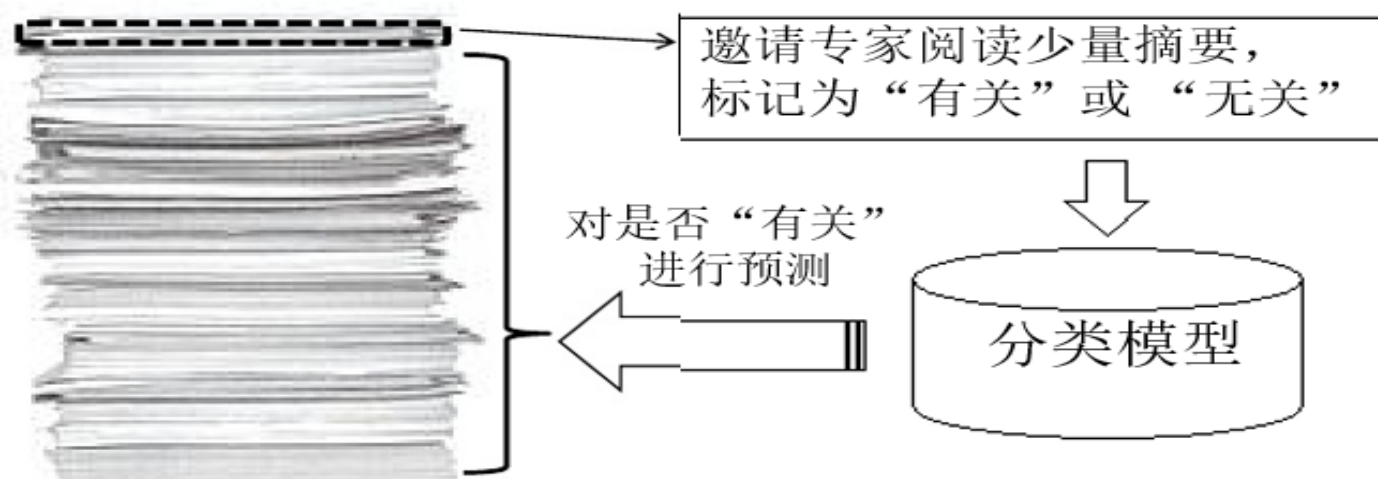 邀请专家阅读少量摘要，
标记为“有关”或 “无关”
对是否“有关”
进行预测
分类模型